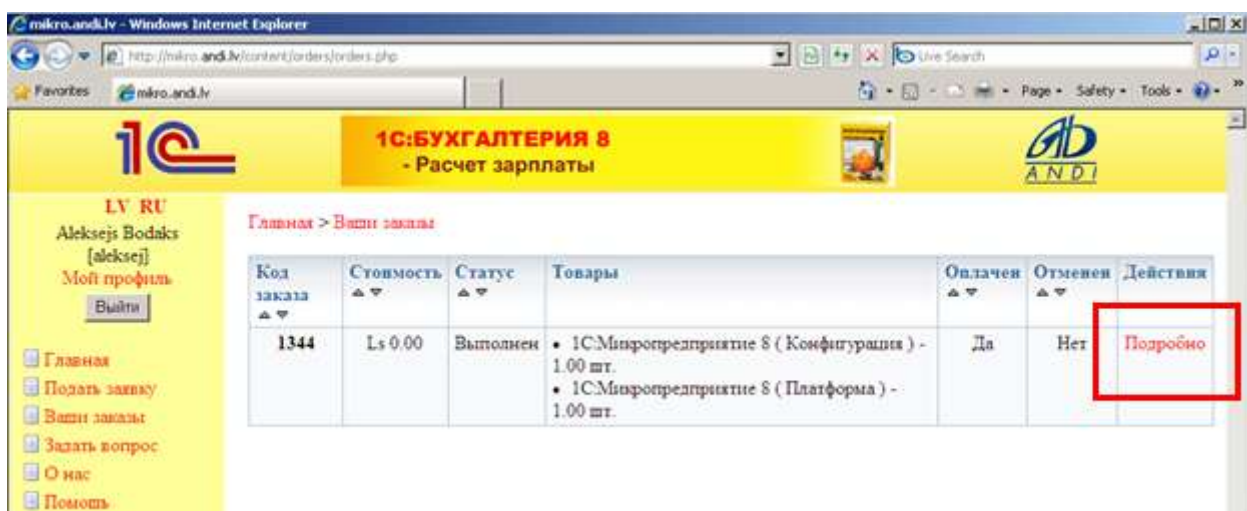 mikro.andi.lv - Windows Internet Explorer
http://mikro.andi.lv/content/orders/orders.php
Live Search
Favorites mikro.andi.lv Page Safety Tools
1С
1С:БУХГАЛТЕРИЯ 8
- Расчет зарплаты
ANDI
LV RU
Aleksejs Bodaks
[aleksej]
Мой профиль
Выйти
Главная
Подать заявку
Ваши заказы
Задать вопрос
О нас
Помощь
Главная > Ваши заказы
Код заказа Стоимость Статус Товары Оплачен Отменен Действия
1344 Ls 0.00 Выполнен • 1С:Микропредприятие 8 ( Конфигурация ) - Да Нет Подробно
1.00 шт.
• 1С:Микропредприятие 8 ( Платформа ) -
1.00 шт.